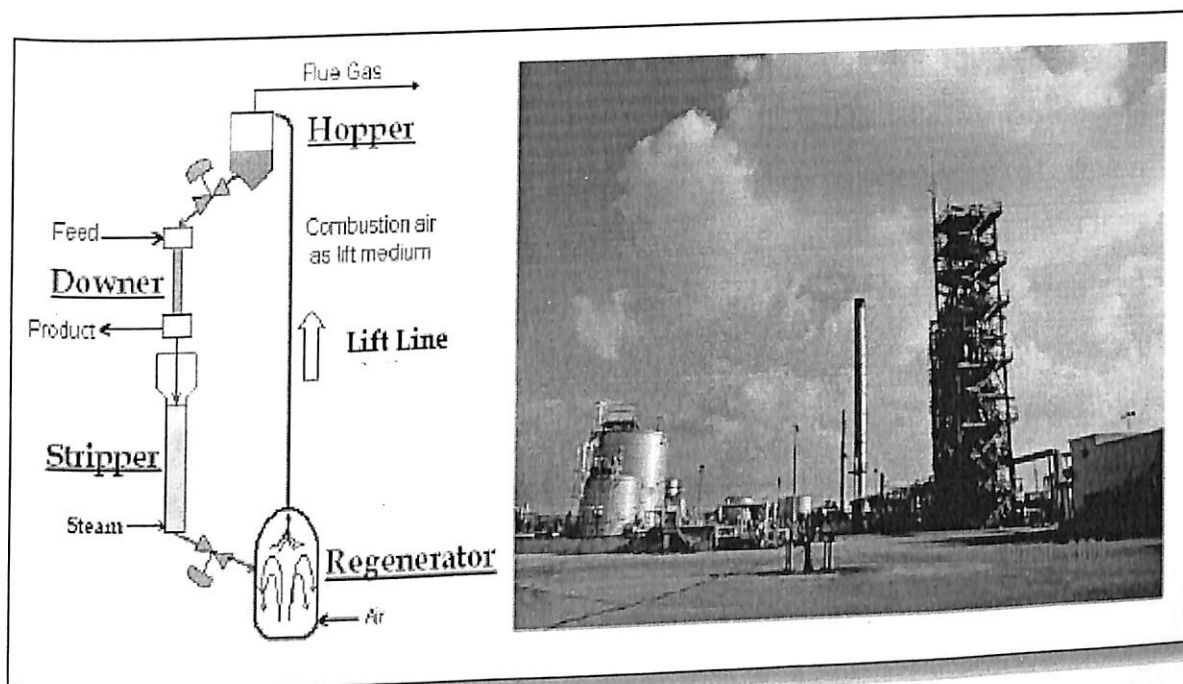 Flue Gas
Hopper
Combustion air
as lift medium
Feed
Downer
Product
Lift Line
Stripper
Steam
Regenerator
Air